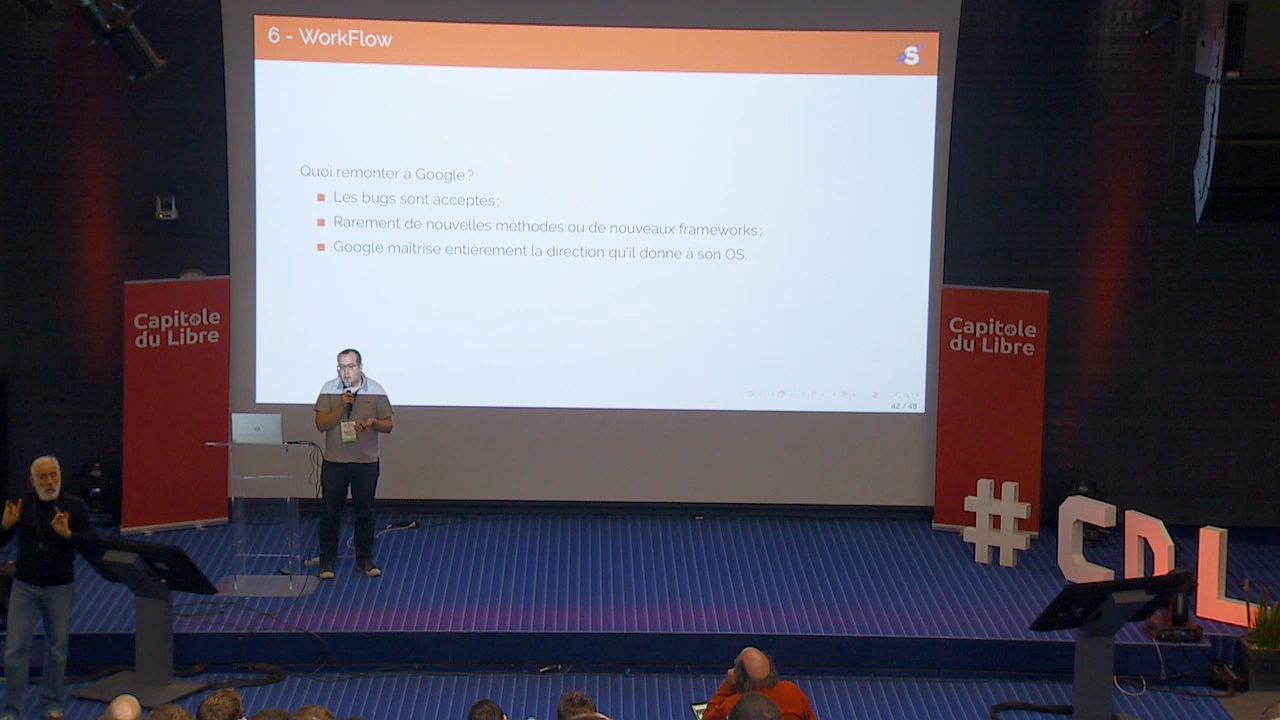 6 - WorkFlow
S
Quoi remonter à Google ?
Les bugs sont acceptés ;
Rarement de nouvelles méthodes ou de nouveaux frameworks ;
Google maîtrise entièrement la direction qu'il donne à son OS.
42 / 48
Capitole
du Libre
Capitole
du Libre
#CDL